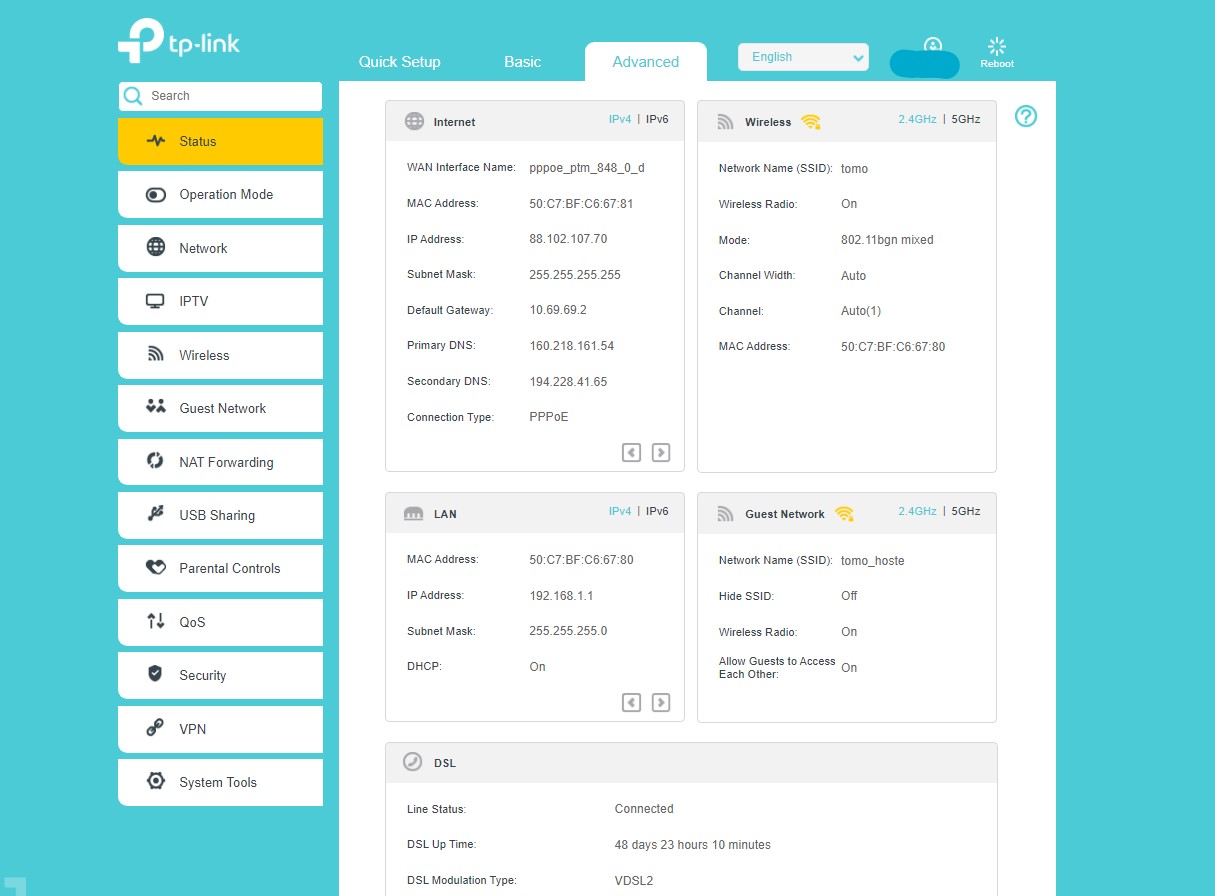 tp-link
Quick Setup
Basic
Advanced
English
Reboot
Search
Status
Operation Mode
Network
IPTV
Wireless
Guest Network
NAT Forwarding
USB Sharing
Parental Controls
QoS
Security
VPN
System Tools
Internet IPv4 | IPv6
WAN Interface Name: pppoe_ptm_848_0_d
MAC Address: 50:C7:BF:C6:67:81
IP Address: 88.102.107.70
Subnet Mask: 255.255.255.255
Default Gateway: 10.69.69.2
Primary DNS: 160.218.161.54
Secondary DNS: 194.228.41.65
Connection Type: PPPoE
Wireless 2.4GHz | 5GHz
Network Name (SSID): tomo
Wireless Radio: On
Mode: 802.11bgn mixed
Channel Width: Auto
Channel: Auto(1)
MAC Address: 50:C7:BF:C6:67:80
LAN IPv4 | IPv6
MAC Address: 50:C7:BF:C6:67:80
IP Address: 192.168.1.1
Subnet Mask: 255.255.255.0
DHCP: On
Guest Network 2.4GHz | 5GHz
Network Name (SSID): tomo_hoste
Hide SSID: Off
Wireless Radio: On
Allow Guests to Access
Each Other: On
DSL
Line Status: Connected
DSL Up Time: 48 days 23 hours 10 minutes
DSL Modulation Type: VDSL2